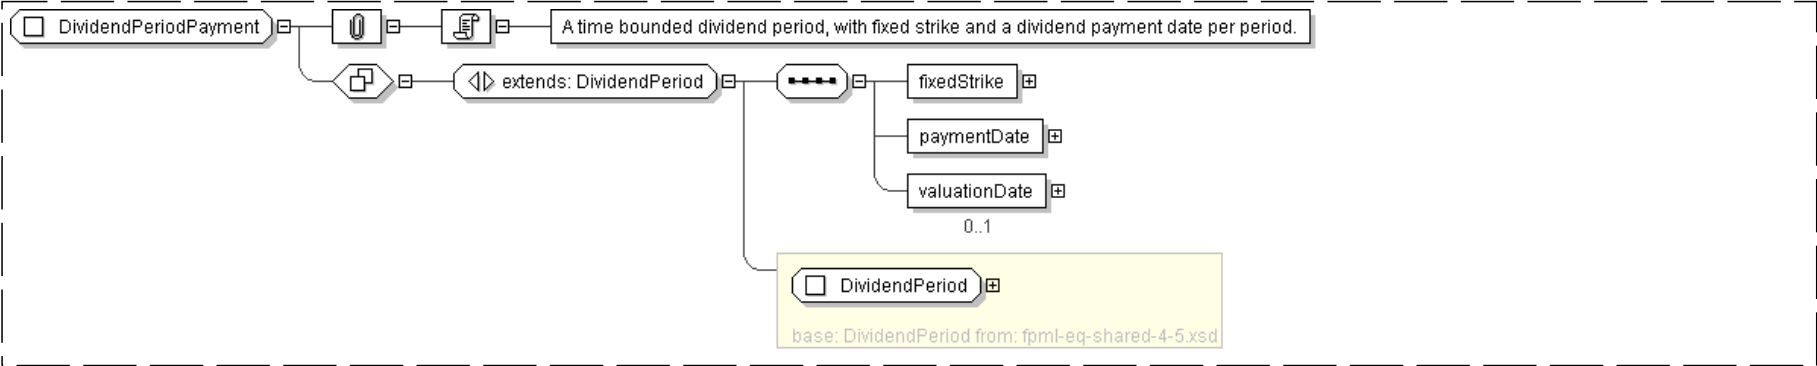 DividendPeriodPayment
A time bounded dividend period, with fixed strike and a dividend payment date per period.
extends: DividendPeriod
fixedStrike
paymentDate
valuationDate
0..1
DividendPeriod
base: DividendPeriod from: fpml-eq-shared-4-5.xsd